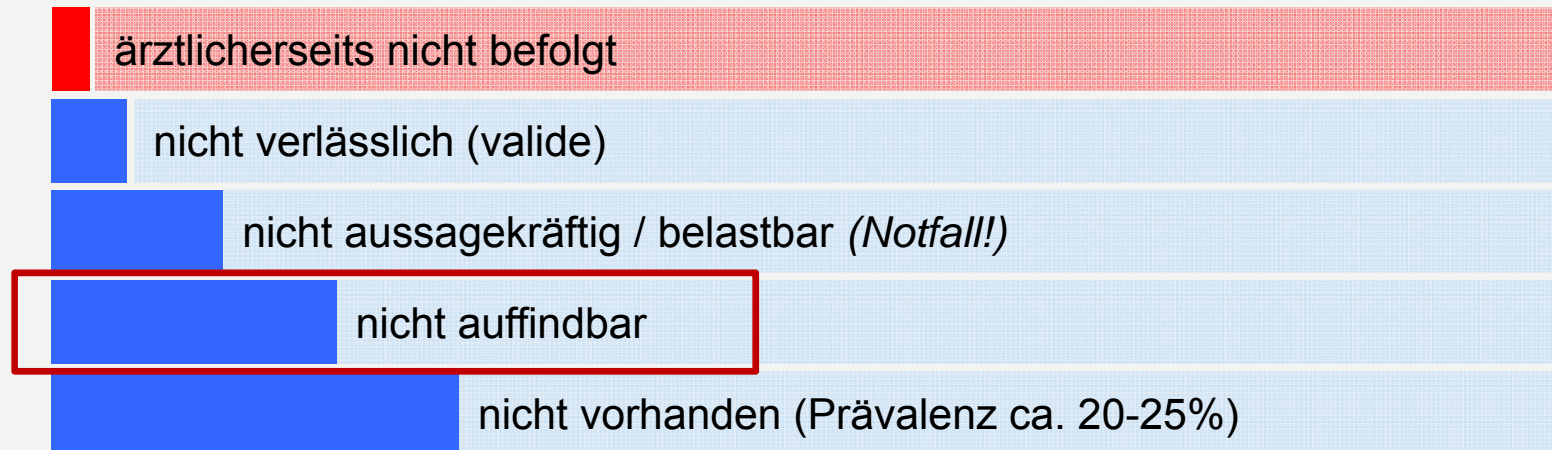 ärztlicherseits nicht befolgt
nicht verlässlich (valide)
nicht aussagekräftig / belastbar (Notfall!)
nicht auffindbar
nicht vorhanden (Prävalenz ca. 20-25%)